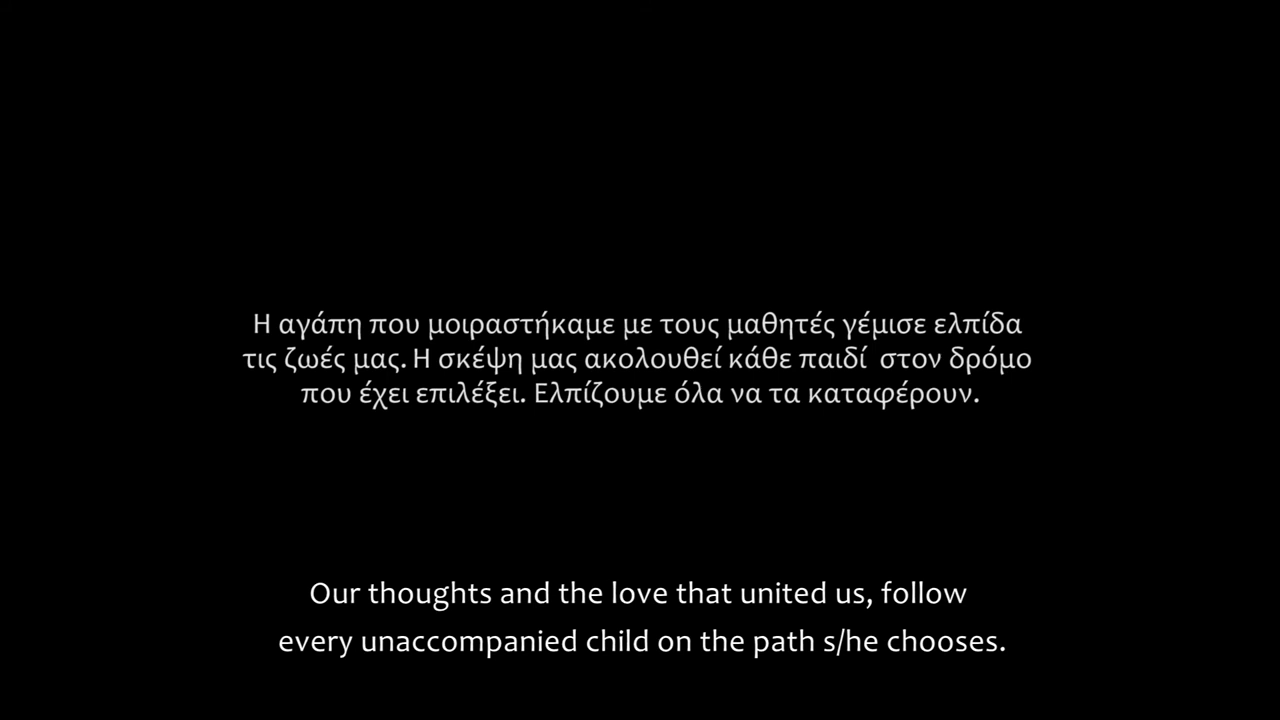 Η αγάπη που μοιραστήκαμε με τους μαθητές γέμισε ελπίδα
τις ζωές μας. Η σκέψη μας ακολουθεί κάθε παιδί  στον δρόμο
που έχει επιλέξει. Ελπίζουμε όλα να τα καταφέρουν.
Our thoughts and the love that united us, follow
every unaccompanied child on the path s/he chooses.